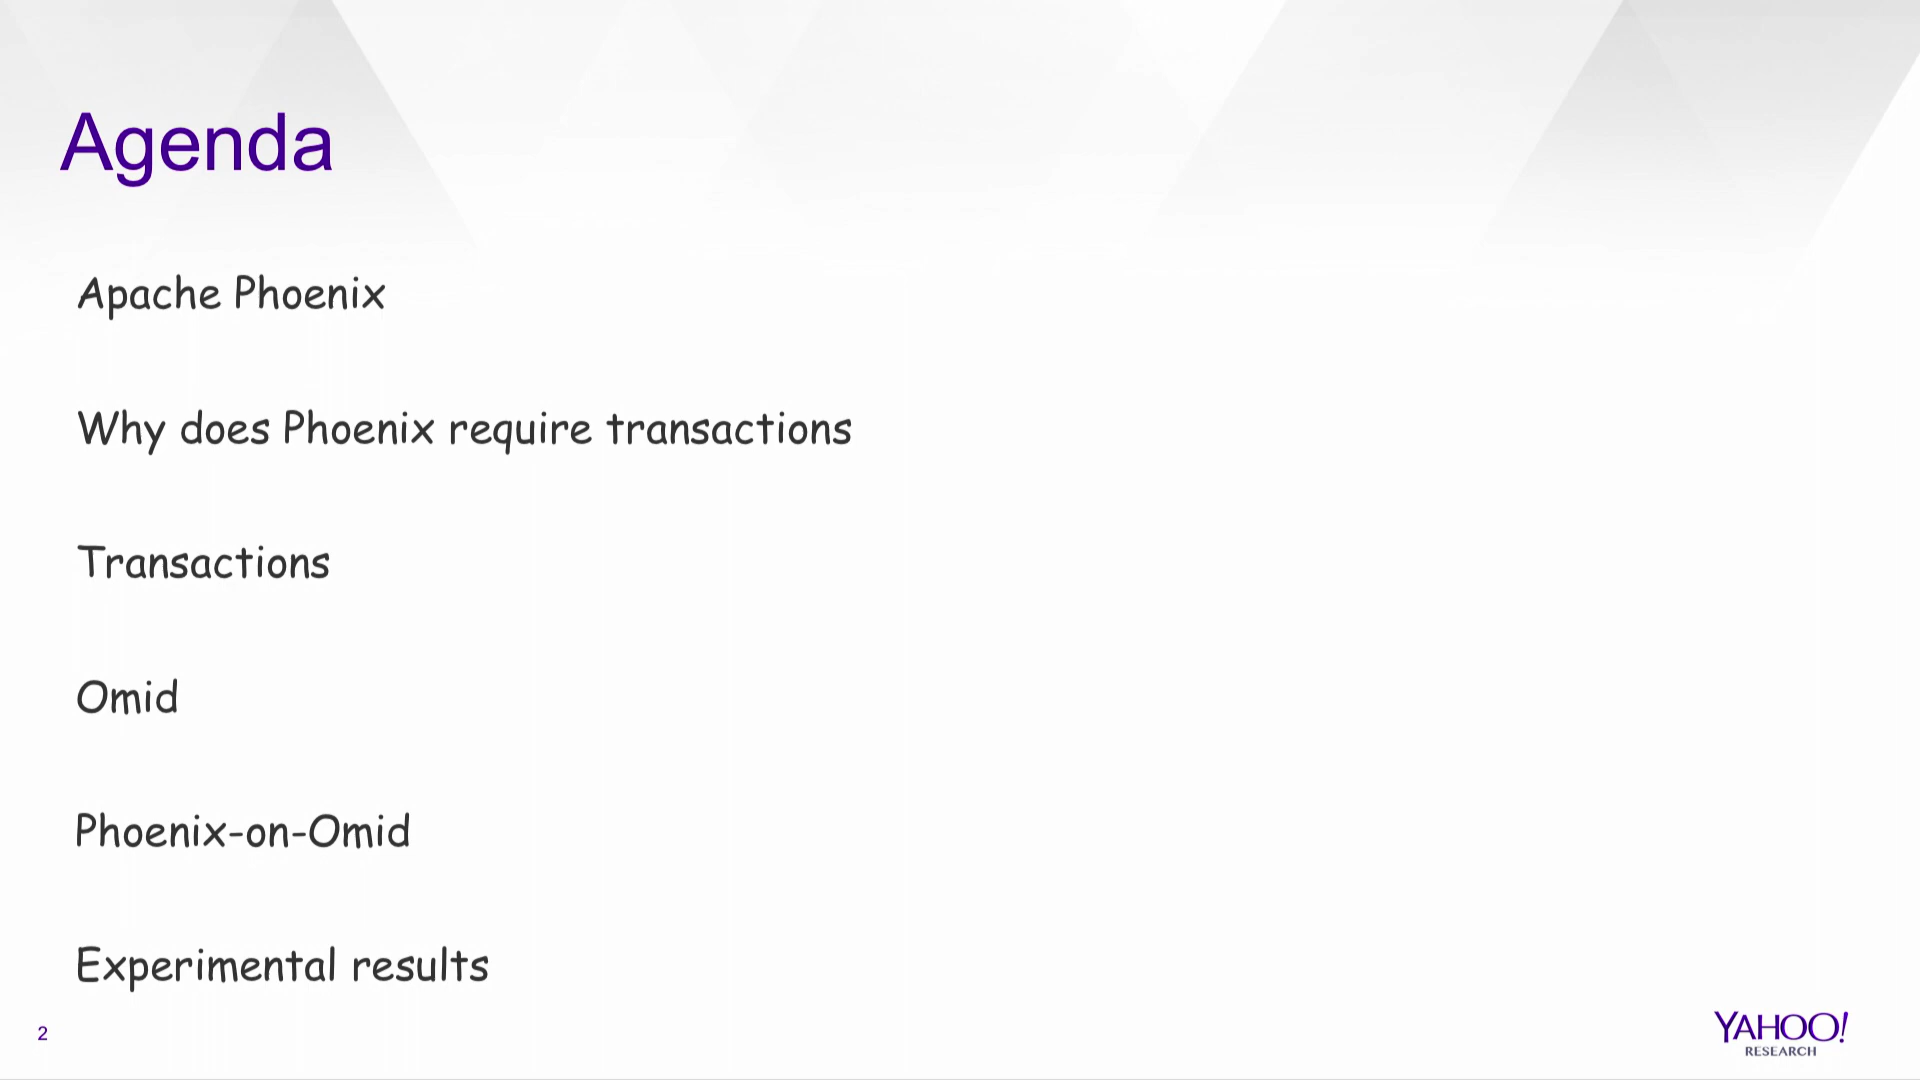 Agenda
Apache Phoenix
Why does Phoenix require transactions
Transactions
Omid
Phoenix-on-Omid
Experimental results
2
YAHOO!
RESEARCH